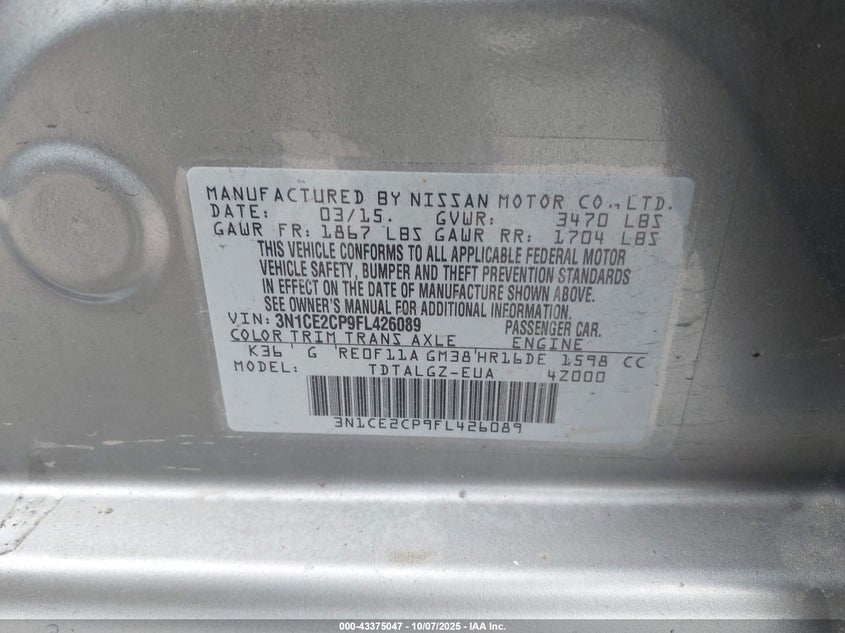 MANUFACTURED BY NISSAN MOTOR CO.,LTD.
DATE: 03/15. GVWR: 3470 LBS
GAWR FR: 1867 LBS GAWR RR: 1704 LBS
THIS VEHICLE CONFORMS TO ALL APPLICABLE FEDERAL MOTOR
VEHICLE SAFETY, BUMPER AND THEFT PREVENTION STANDARDS
IN EFFECT ON THE DATE OF MANUFACTURE SHOWN ABOVE.
SEE OWNER'S MANUAL FOR ADDITIONAL INFORMATION.
VIN: 3N1CE2CP9FL426089 PASSENGER CAR.
COLOR TRIM TRANS AXLE ENGINE
K36 G RE0F11A GM38 HR16DE 1598 CC
MODEL: TDTALGZ-EUA 4Z000
3N1CE2CP9FL426089
000-43375047 - 10/07/2025 - IAA Inc.